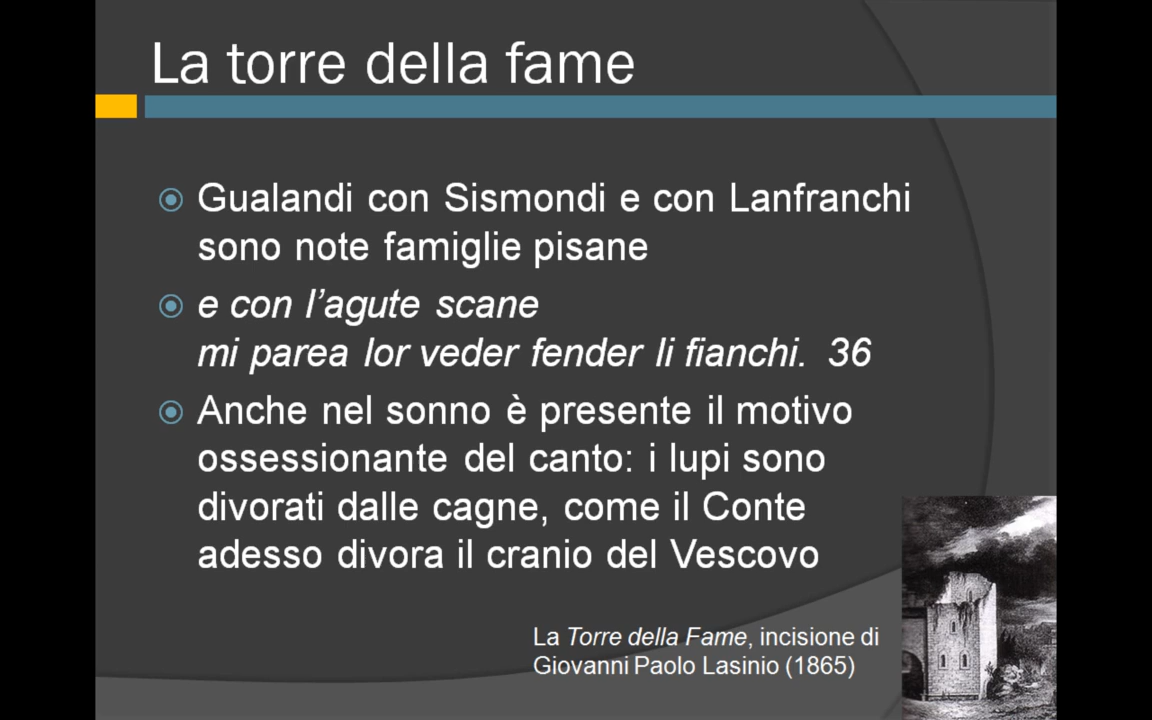 La torre della fame
Gualandi con Sismondi e con Lanfranchi
sono note famiglie pisane
e con l’agute scane
mi parea lor veder fender li fianchi. 36
Anche nel sonno è presente il motivo
ossessionante del canto: i lupi sono
divorati dalle cagne, come il Conte
adesso divora il cranio del Vescovo
La Torre della Fame, incisione di
Giovanni Paolo Lasinio (1865)